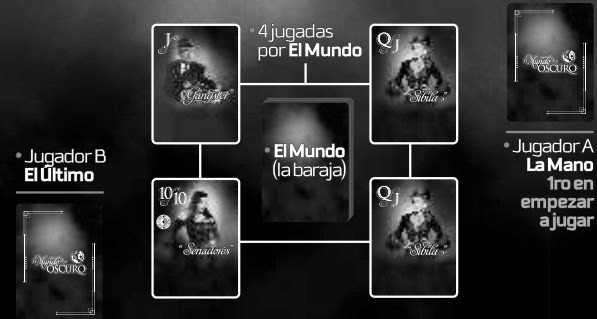 J
"Gángster"
• 4 jugadas
por El Mundo
Q J
"Sibila"
Mundo
OSCURO
• Jugador B
El Último
• El Mundo
(la baraja)
• Jugador A
La Mano
1ro en
empezar
a jugar
Mundo
OSCURO
10 10
"Senadores"
Q J
"Sibila"